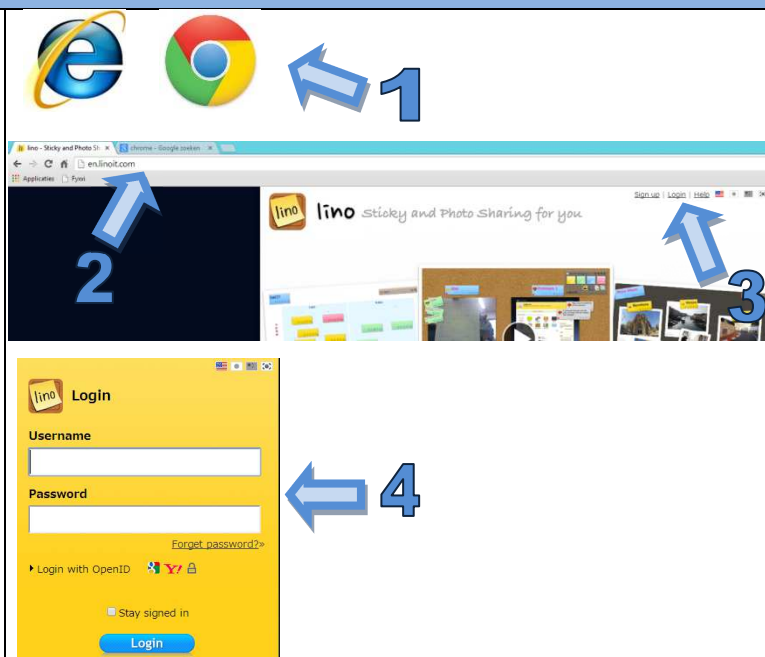 1
lino - Sticky and Photo Sh
chrome - Google zoeken
en.linoit.com
Applicaties
Fyxi
Sign up | Login | Help
lino
lino Sticky and Photo Sharing for you
2
3
lino
Login
Username
Password
Forget password?»
Login with OpenID Y!
Stay signed in
Login
4